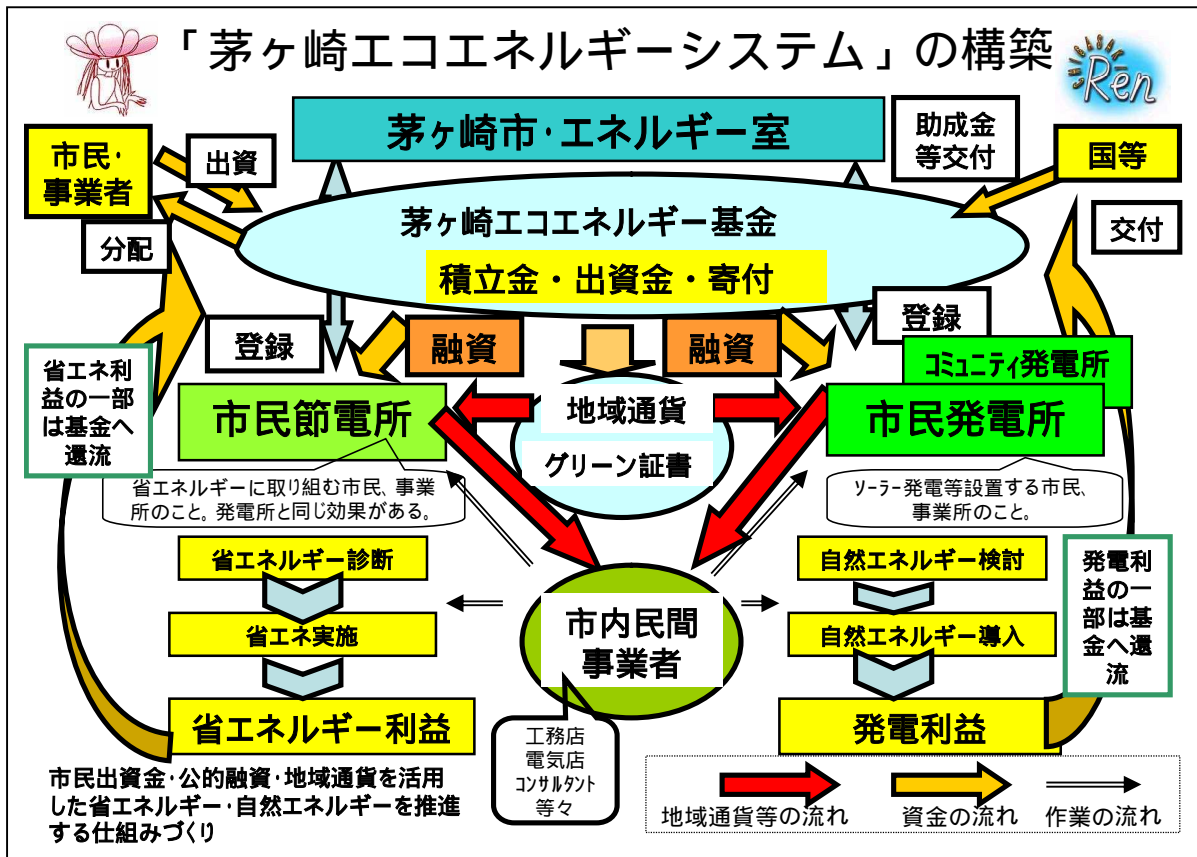 「茅ヶ崎エコエネルギーシステム」の構築
Ren
茅ヶ崎市・エネルギー室
助成金
等交付
市民・
事業者
出資
国等
分配
交付
茅ヶ崎エコエネルギー基金
積立金・出資金・寄付
登録
融資
融資
登録
コミュニティ発電所
省エネ利
益の一部
は基金へ
還流
市民節電所
地域通貨
市民発電所
グリーン証書
省エネルギーに取り組む市民、事業
所のこと。発電所と同じ効果がある。
ソーラー発電等設置する市民、
事業所のこと。
省エネルギー診断
自然エネルギー検討
発電利
益の一
部は基
金へ還
流
省エネ実施
市内民間
事業者
自然エネルギー導入
省エネルギー利益
発電利益
工務店
電気店
コンサルタント
等々
市民出資金・公的融資・地域通貨を活用
した省エネルギー・自然エネルギーを推進
する仕組みづくり
地域通貨等の流れ
資金の流れ
作業の流れ